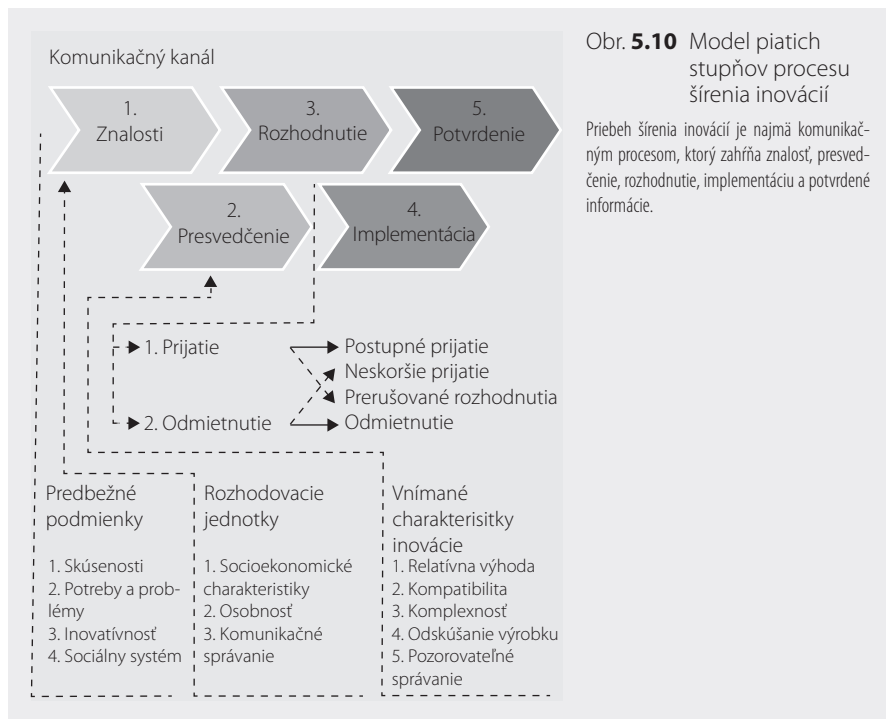 Komunikačný kanál
1.
Znalosti
3.
Rozhodnutie
5.
Potvrdenie
2.
Presvedčenie
4.
Implementácia
1. Prijatie
2. Odmietnutie
Postupné prijatie
Neskoršie prijatie
Prerušované rozhodnutia
Odmietnutie
Predbežné
podmienky
1. Skúsenosti
2. Potreby a prob-
lémy
3. Inovatívnosť
4. Sociálny systém
Rozhodovacie
jednotky
1. Socioekonomické
charakteristiky
2. Osobnosť
3. Komunikačné
správanie
Vnímané
charakterisitky
inovácie
1. Relatívna výhoda
2. Kompatibilita
3. Komplexnosť
4. Odskúšanie výrobku
5. Pozorovateľné
správanie
Obr. 5.10 Model piatich
stupňov procesu
šírenia inovácií
Priebeh šírenia inovácií je najmä komunikač-
ným procesom, ktorý zahŕňa znalosť, presved-
čenie, rozhodnutie, implementáciu a potvrdené
informácie.